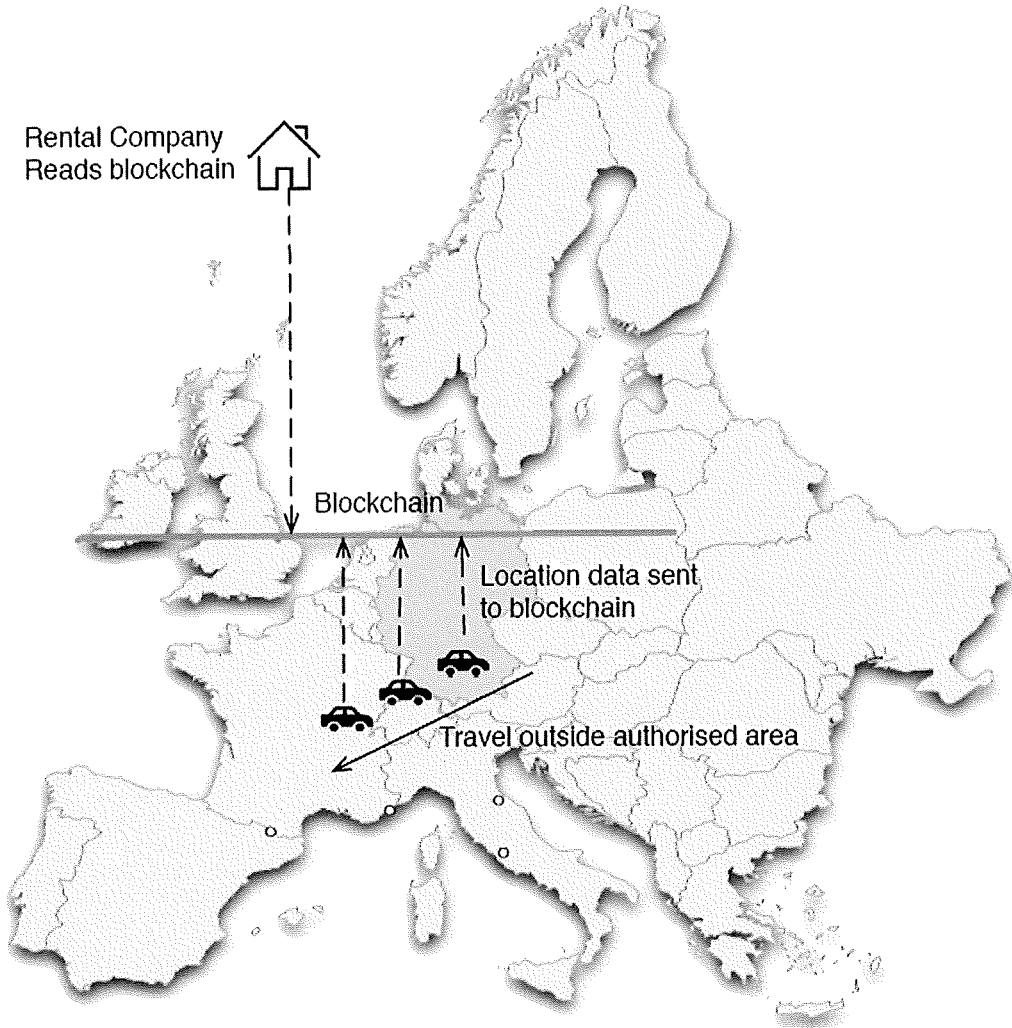 Rental Company
Reads blockchain
Blockchain
Location data sent
to blockchain
Travel outside authorised area